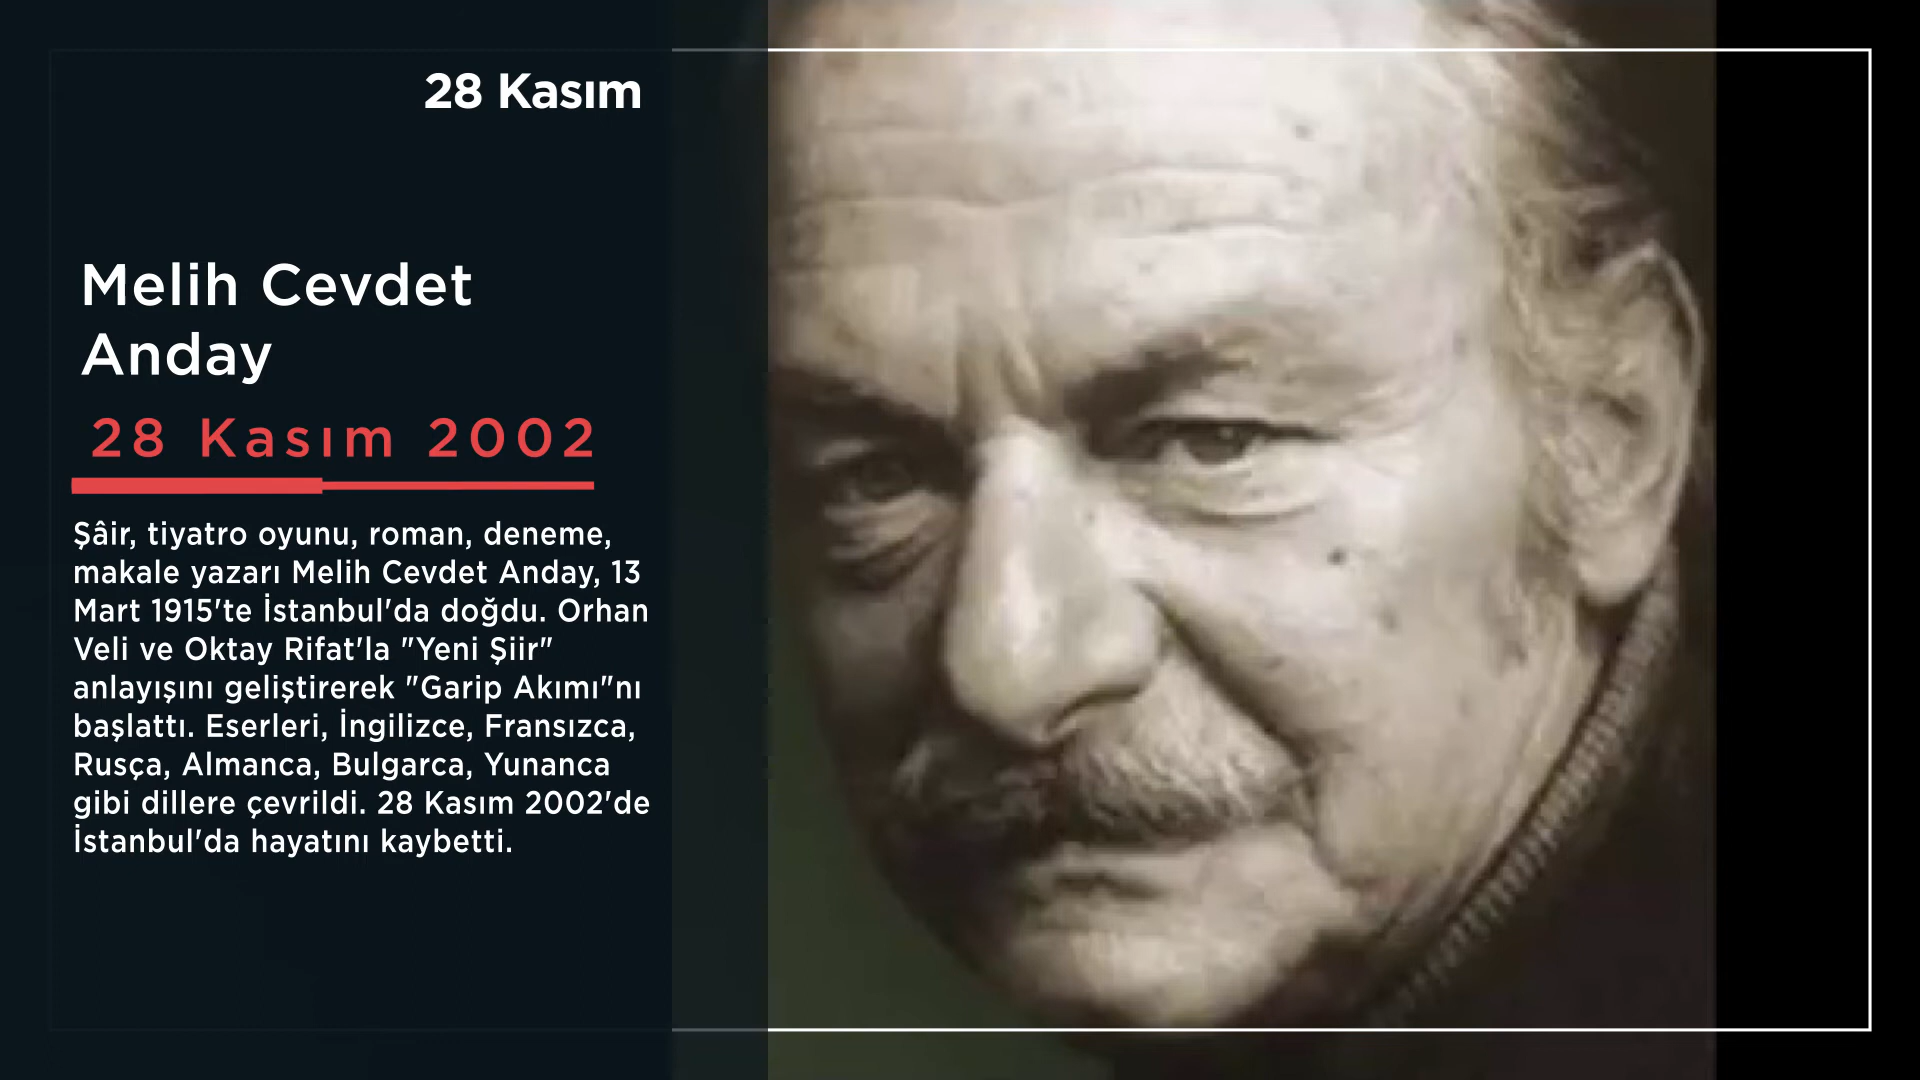 28 Kasım
Melih Cevdet
Anday
28 Kasım 2002
Şâir, tiyatro oyunu, roman, deneme,
makale yazarı Melih Cevdet Anday, 13
Mart 1915'te İstanbul'da doğdu. Orhan
Veli ve Oktay Rifat'la "Yeni Şiir"
anlayışını geliştirerek "Garip Akımı"nı
başlattı. Eserleri, İngilizce, Fransızca,
Rusça, Almanca, Bulgarca, Yunanca
gibi dillere çevrildi. 28 Kasım 2002'de
İstanbul'da hayatını kaybetti.